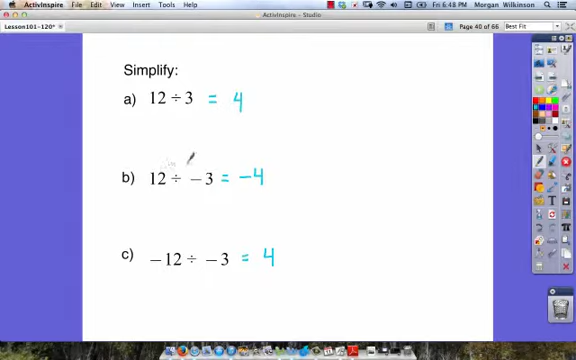 ActivInspire File Edit View Insert Tools Help Fri 6:48 PM Morgan Wilkinson
ActivInspire - Studio
Lesson101-120* Page 40 of 66 Best Fit
Simplify:
a) 12 ÷ 3 = 4
b) 12 ÷ −3 = −4
c) −12 ÷ −3 = 4